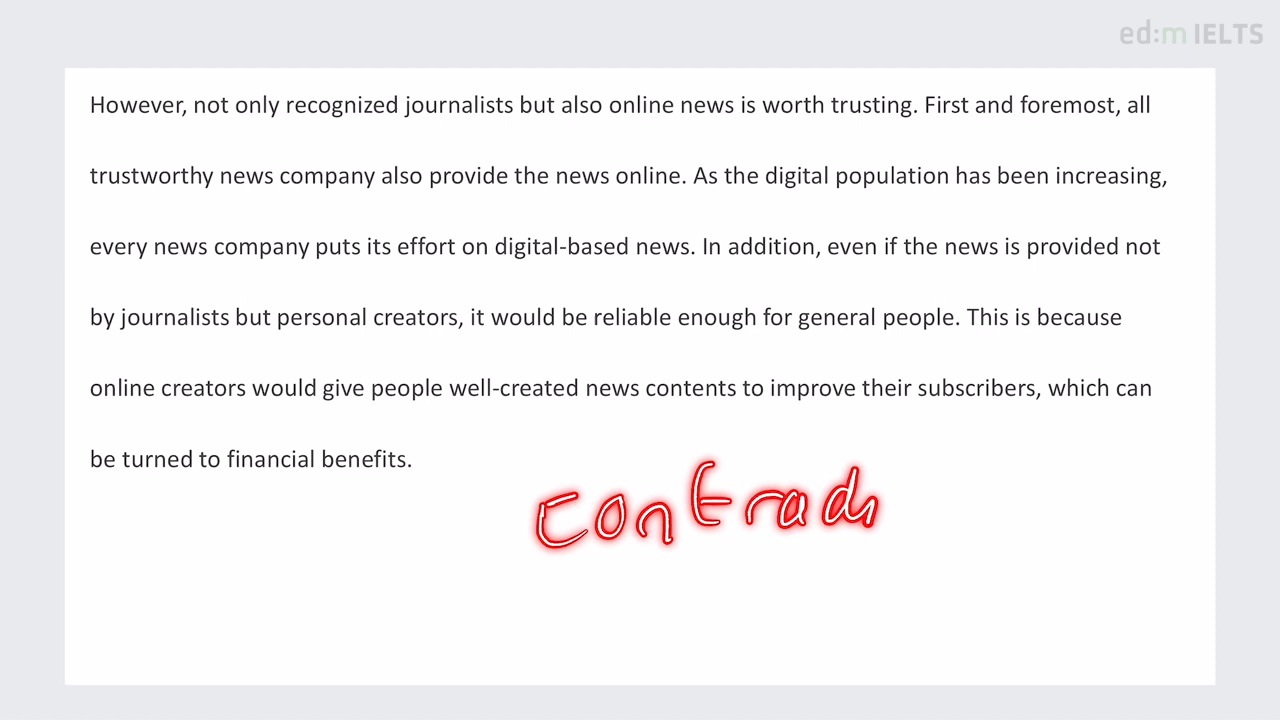 ed:m IELTS
However, not only recognized journalists but also online news is worth trusting. First and foremost, all
trustworthy news company also provide the news online. As the digital population has been increasing,
every news company puts its effort on digital-based news. In addition, even if the news is provided not
by journalists but personal creators, it would be reliable enough for general people. This is because
online creators would give people well-created news contents to improve their subscribers, which can
be turned to financial benefits.
contradi